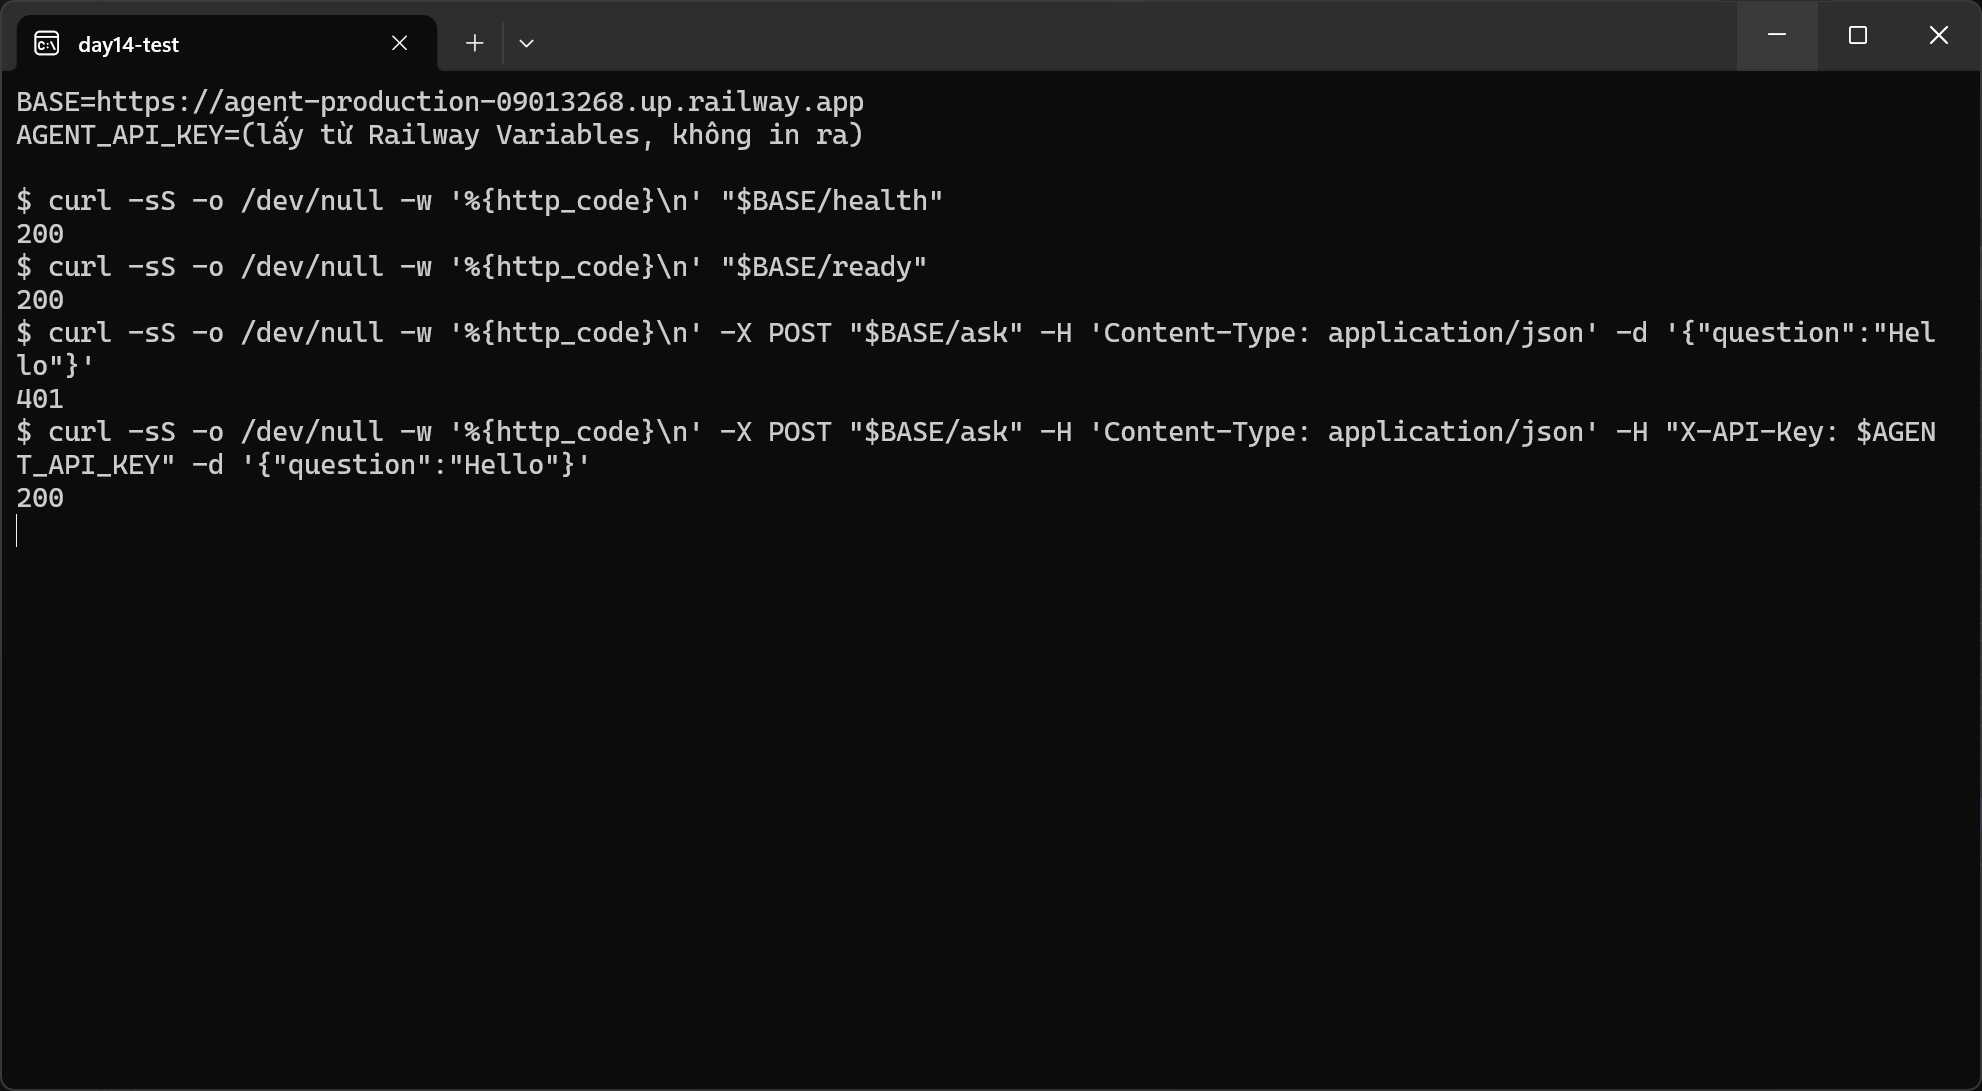 day14-test
BASE=https://agent-production-09013268.up.railway.app
AGENT_API_KEY=(lấy từ Railway Variables, không in ra)
$ curl -sS -o /dev/null -w '%{http_code}\n' "$BASE/health"
200
$ curl -sS -o /dev/null -w '%{http_code}\n' "$BASE/ready"
200
$ curl -sS -o /dev/null -w '%{http_code}\n' -X POST "$BASE/ask" -H 'Content-Type: application/json' -d '{"question":"Hel
lo"}'
401
$ curl -sS -o /dev/null -w '%{http_code}\n' -X POST "$BASE/ask" -H 'Content-Type: application/json' -H "X-API-Key: $AGEN
T_API_KEY" -d '{"question":"Hello"}'
200